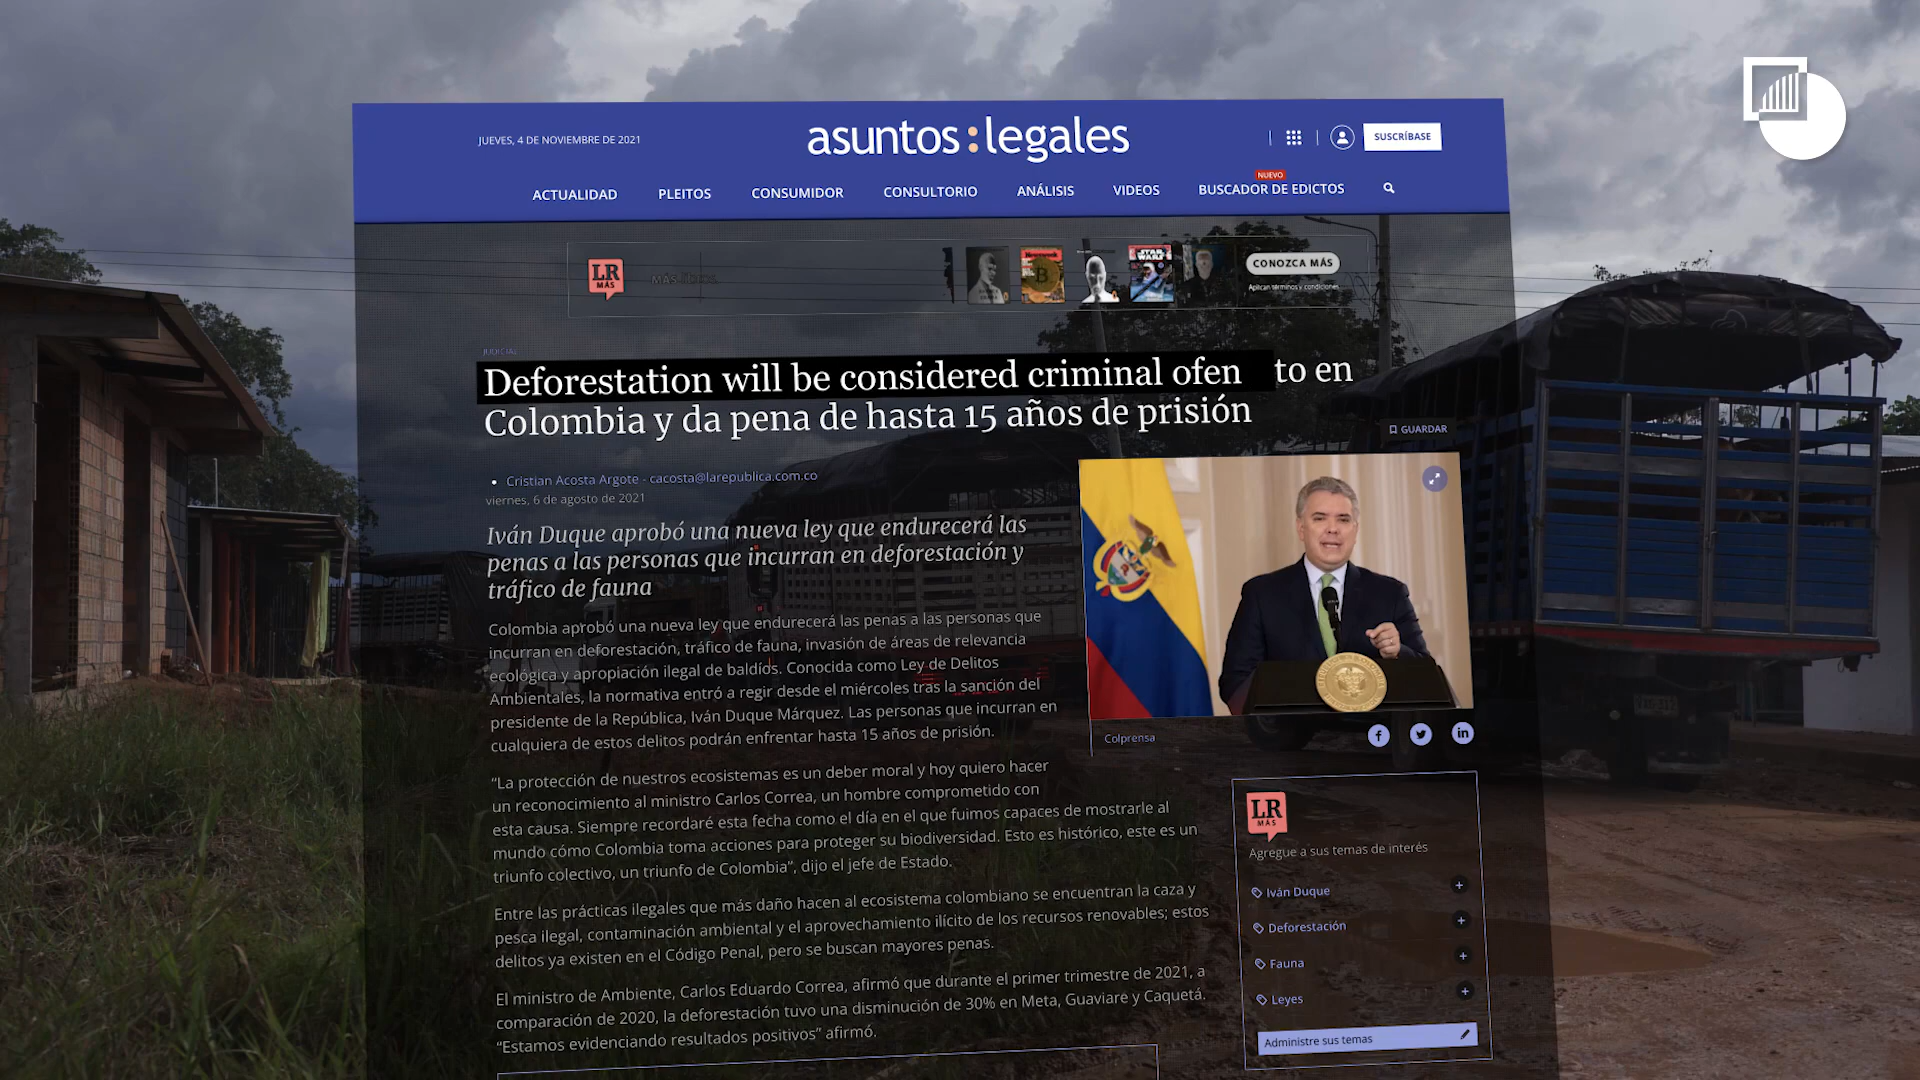 JUEVES, 4 DE NOVIEMBRE DE 2021
asuntos:legales
SUSCRÍBASE
NUEVO
ACTUALIDAD PLEITOS CONSUMIDOR CONSULTORIO ANÁLISIS VIDEOS BUSCADOR DE EDICTOS
LR
MÁS
MÁS libros
Newsweek
STAR WARS
CONOZCA MÁS
Aplican términos y condiciones
JUDICIAL
Deforestation will be considered criminal ofen to en
Colombia y da pena de hasta 15 años de prisión
GUARDAR
Cristian Acosta Argote - cacosta@larepublica.com.co
viernes, 6 de agosto de 2021
Iván Duque aprobó una nueva ley que endurecerá las
penas a las personas que incurran en deforestación y
tráfico de fauna
Colombia aprobó una nueva ley que endurecerá las penas a las personas que
incurran en deforestación, tráfico de fauna, invasión de áreas de relevancia
ecológica y apropiación ilegal de baldíos. Conocida como Ley de Delitos
Ambientales, la normativa entró a regir desde el miércoles tras la sanción del
presidente de la República, Iván Duque Márquez. Las personas que incurran en
cualquiera de estos delitos podrán enfrentar hasta 15 años de prisión.
Colprensa
“La protección de nuestros ecosistemas es un deber moral y hoy quiero hacer
un reconocimiento al ministro Carlos Correa, un hombre comprometido con
esta causa. Siempre recordaré esta fecha como el día en el que fuimos capaces de mostrarle al
mundo cómo Colombia toma acciones para proteger su biodiversidad. Esto es histórico, este es un
triunfo colectivo, un triunfo de Colombia”, dijo el jefe de Estado.
Entre las prácticas ilegales que más daño hacen al ecosistema colombiano se encuentran la caza y
pesca ilegal, contaminación ambiental y el aprovechamiento ilícito de los recursos renovables; estos
delitos ya existen en el Código Penal, pero se buscan mayores penas.
El ministro de Ambiente, Carlos Eduardo Correa, afirmó que durante el primer trimestre de 2021, a
comparación de 2020, la deforestación tuvo una disminución de 30% en Meta, Guaviare y Caquetá.
“Estamos evidenciando resultados positivos” afirmó.
LR
MÁS
Agregue a sus temas de interés
Iván Duque +
Deforestación +
Fauna +
Leyes +
Administre sus temas